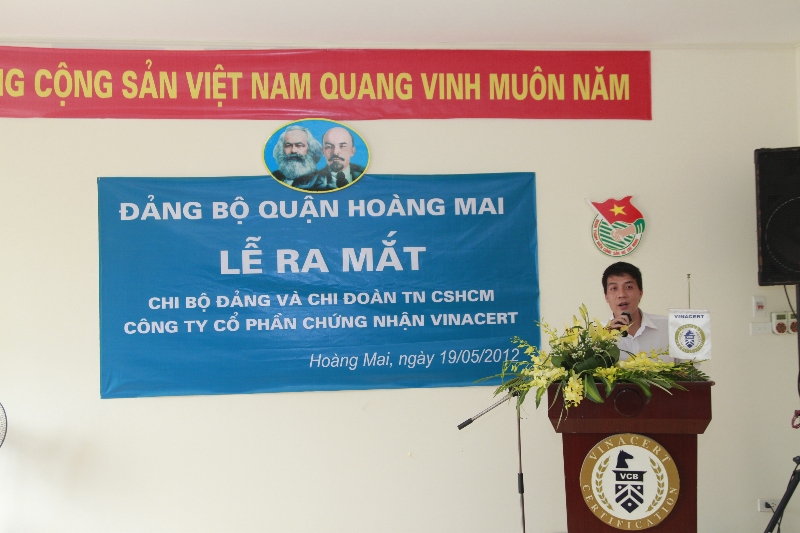 NG CỘNG SẢN VIỆT NAM QUANG VINH MUÔN NĂM
ĐẢNG BỘ QUẬN HOÀNG MAI
LỄ RA MẮT
CHI BỘ ĐẢNG VÀ CHI ĐOÀN TN CSHCM
CÔNG TY CỔ PHẦN CHỨNG NHẬN VINACERT
Hoàng Mai, ngày 19/05/2012
VINACERT
VINACERT
VCB
CERTIFICATION